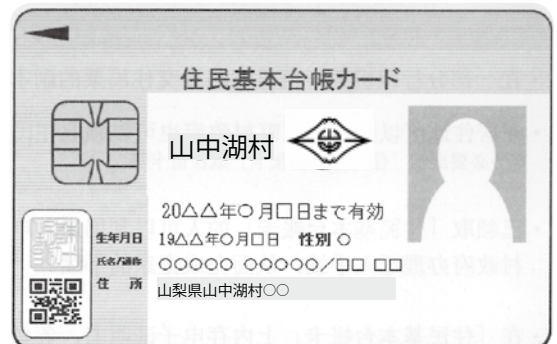 住民基本台帳カード
山中湖村
20△△年○月□日まで有効
生年月日 19△△年○月□日 性別 ○
氏名/通称 ○○○○ ○○○○○/□□ □□
住 所 山梨県山中湖村○○